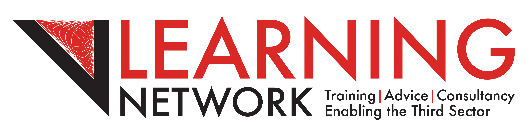 LEARNING
NETWORK Training|Advice|Consultancy
Enabling the Third Sector